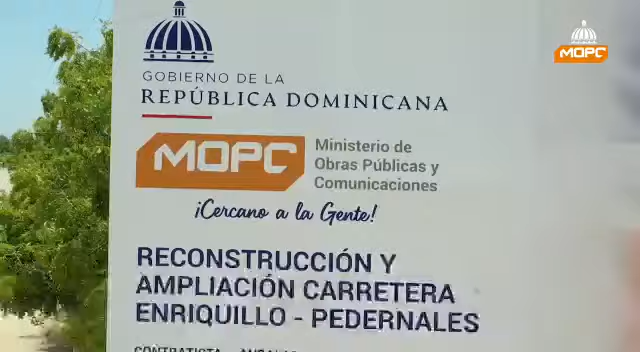 MOPC
GOBIERNO DE LA
REPÚBLICA DOMINICANA
MOPC
Ministerio de
Obras Públicas y
Comunicaciones
¡Cercano a la Gente!
RECONSTRUCCIÓN Y
AMPLIACIÓN CARRETERA
ENRIQUILLO - PEDERNALES
CONTRATISTA